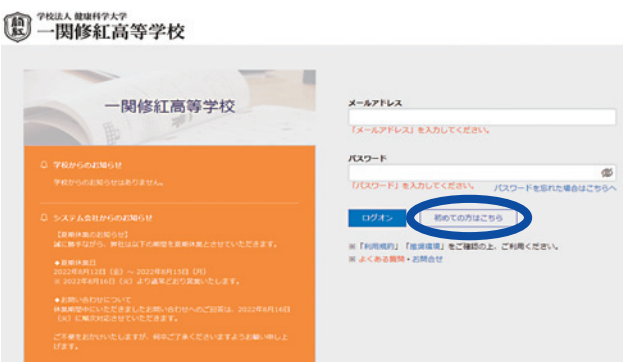 学校法人 健康科学大学
一関修紅高等学校
一関修紅高等学校
学校からのお知らせ
学校からのお知らせはありません。
システム会社からのお知らせ
【夏期休業のお知らせ】
誠に勝手ながら、弊社は以下の期間を夏期休業とさせていただきます。
◆夏期休業日
2022年8月12日（金）～ 2022年8月15日（月）
※ 2022年8月16日（火）より通常どおり営業いたします。
◆お問い合わせについて
休業期間中にいただきましたお問い合わせへのご回答は、2022年8月16日
（火）に順次対応させていただきます。
ご不便をおかけいたしますが、何卒ご了承くださいますようお願い申し上
げます。
メールアドレス
「メールアドレス」を入力してください。
パスワード
「パスワード」を入力してください。
パスワードを忘れた場合はこちらへ
ログオン
初めての方はこちら
※「利用規約」「推奨環境」をご確認の上、ご利用ください。
※ よくある質問・お問合せ